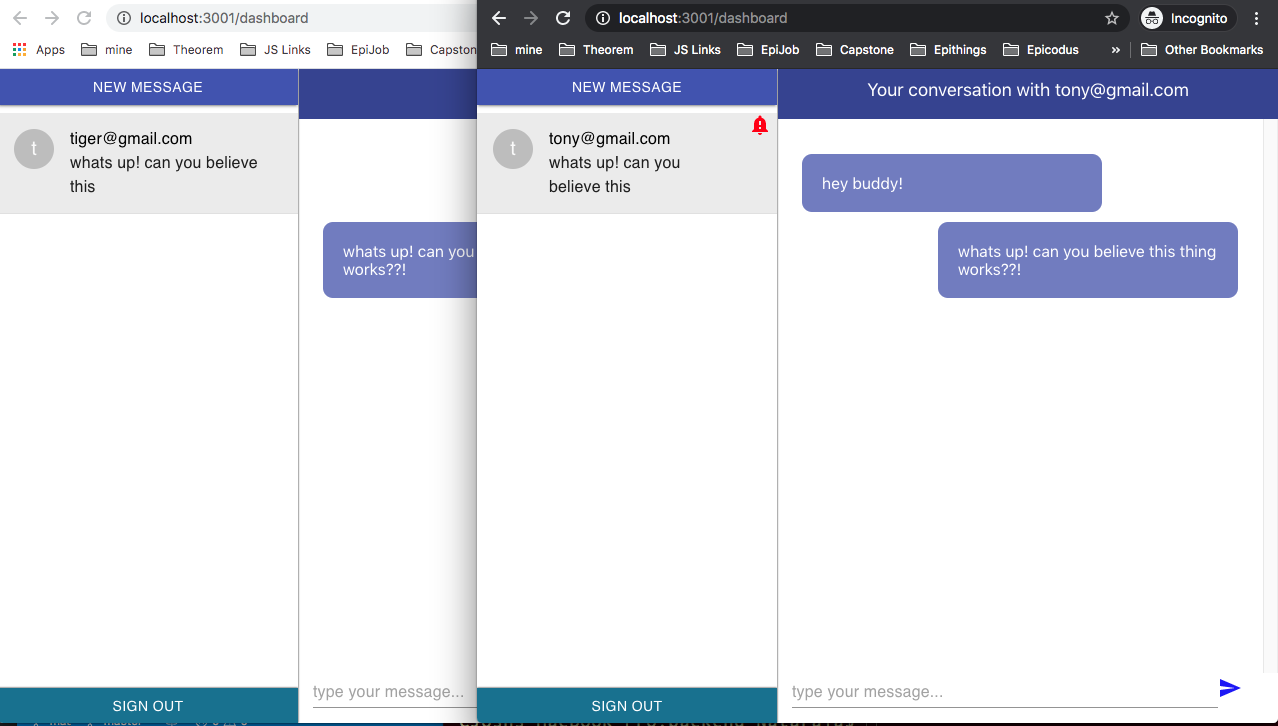 localhost:3001/dashboard
Apps mine Theorem JS Links EpiJob Capston
NEW MESSAGE
t
tiger@gmail.com
whats up! can you believe
this
whats up! can you
works??!
type your message...
SIGN OUT
localhost:3001/dashboard Incognito
mine Theorem JS Links EpiJob Capstone Epithings Epicodus » Other Bookmarks
NEW MESSAGE
t
tony@gmail.com
whats up! can you
believe this
Your conversation with tony@gmail.com
hey buddy!
whats up! can you believe this thing
works??!
type your message...
SIGN OUT